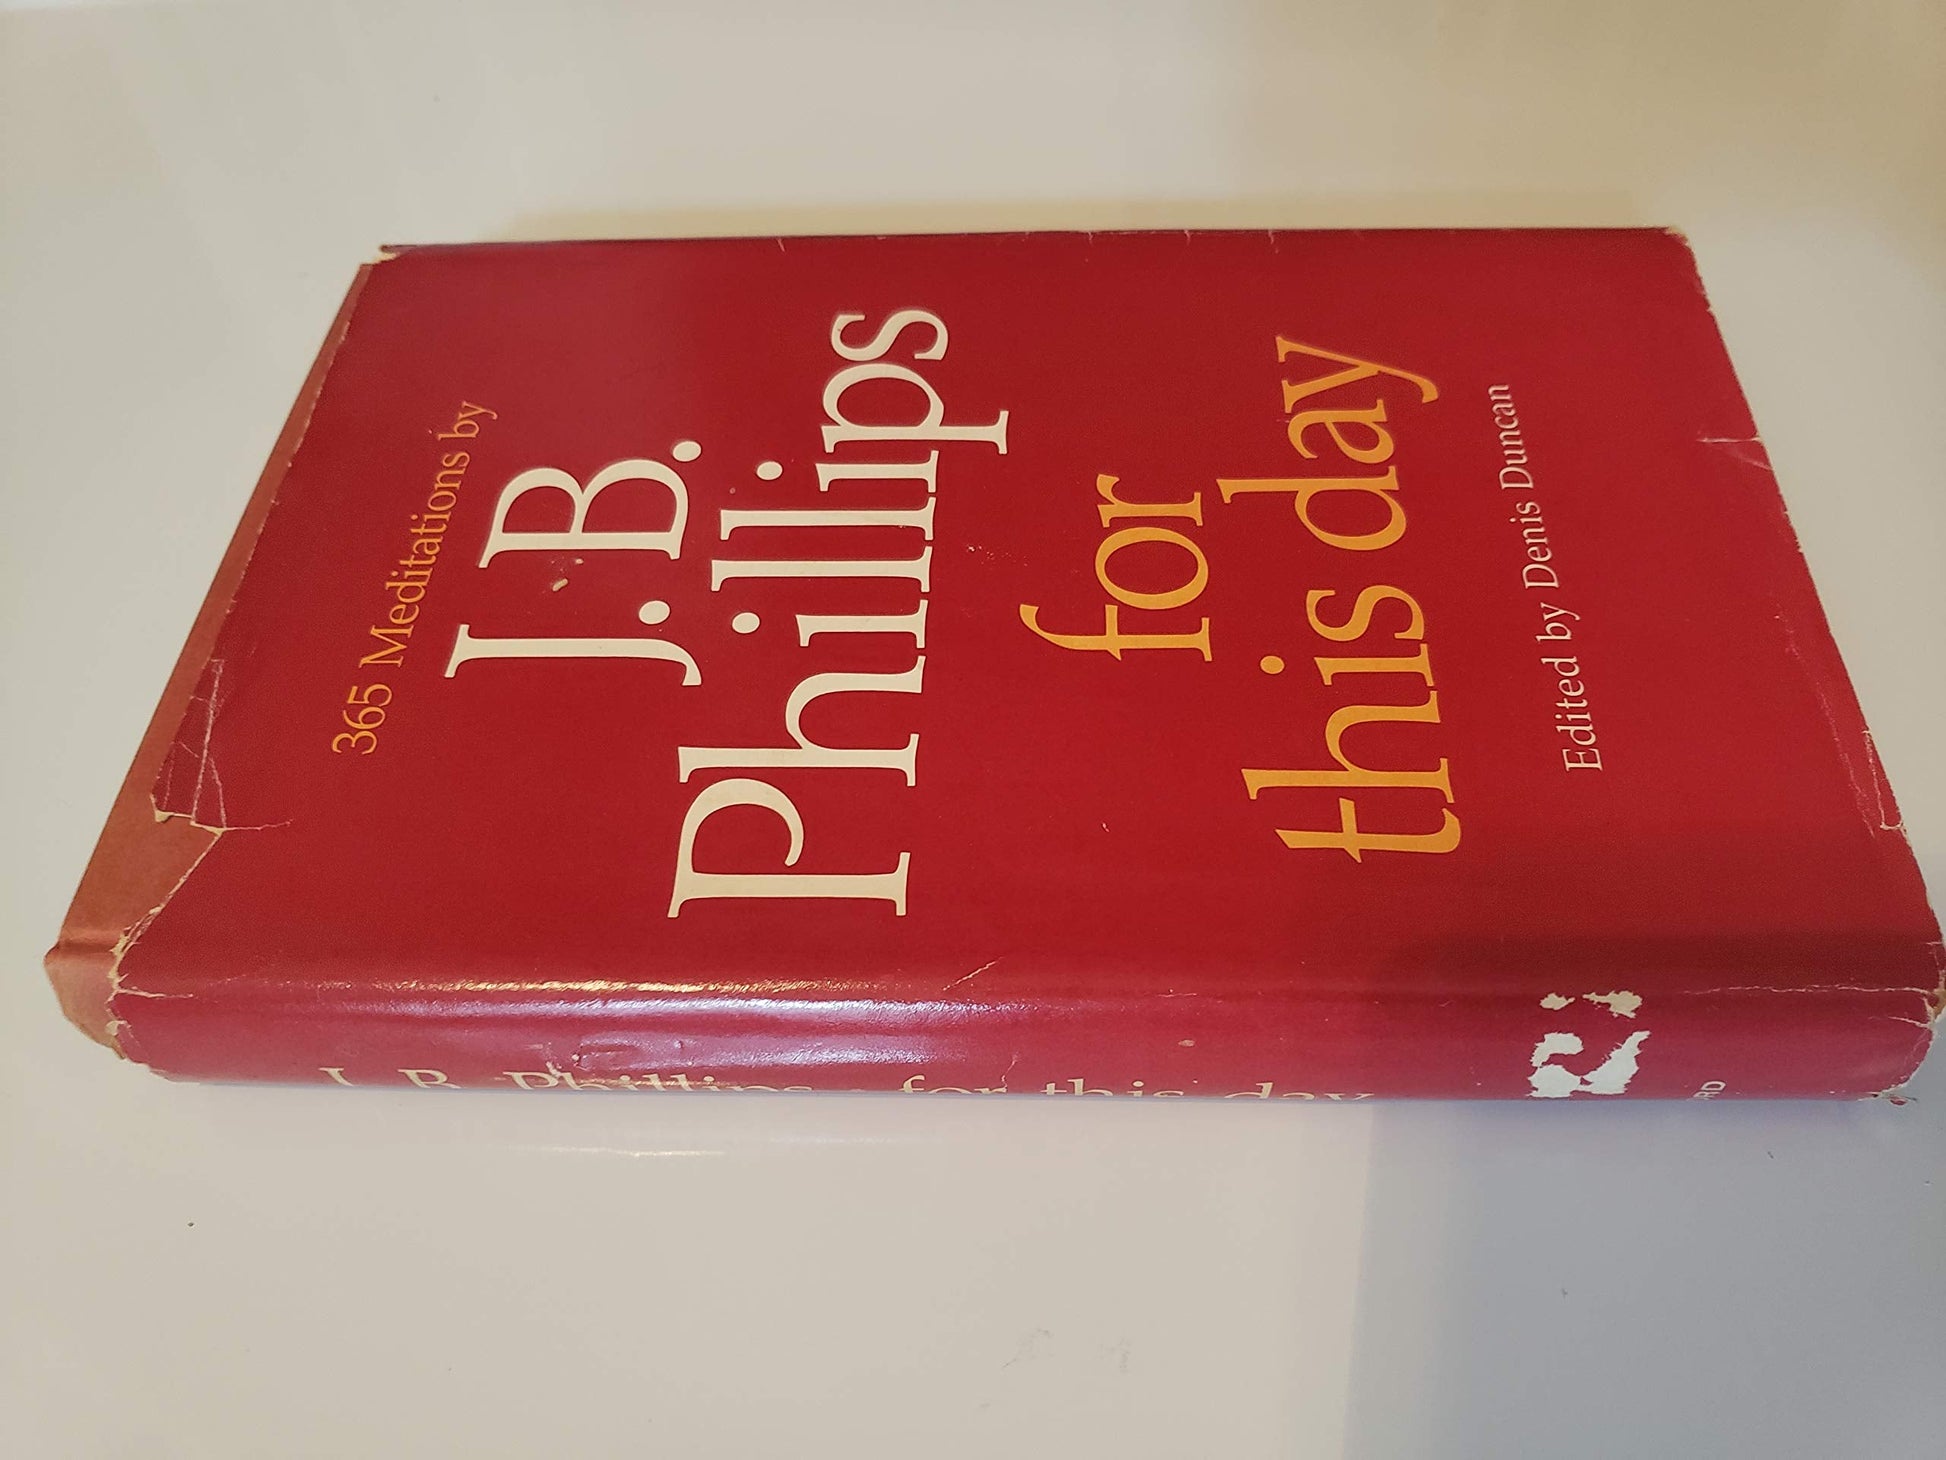 365 Meditations by
J.B.
Phillips
for
this day
Edited by Denis Duncan
J. B. Phillips for this day